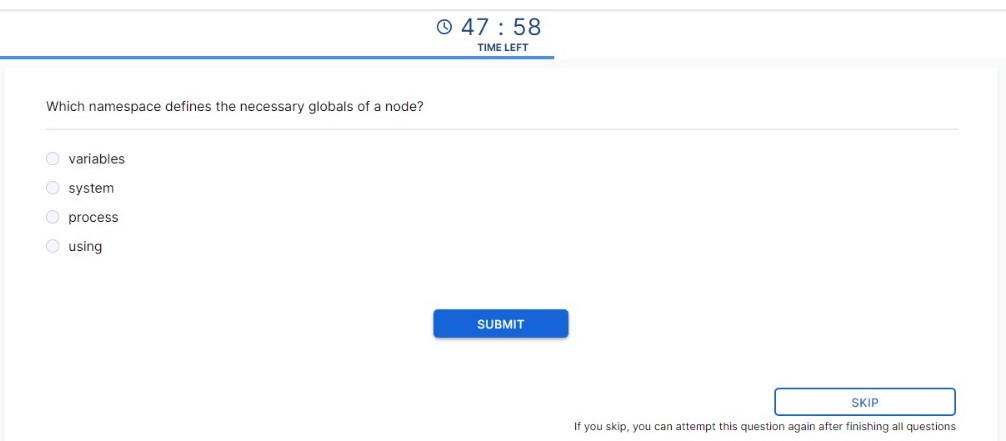 47 : 58
TIME LEFT
Which namespace defines the necessary globals of a node?
variables
system
process
using
SUBMIT
SKIP
If you skip, you can attempt this question again after finishing all questions